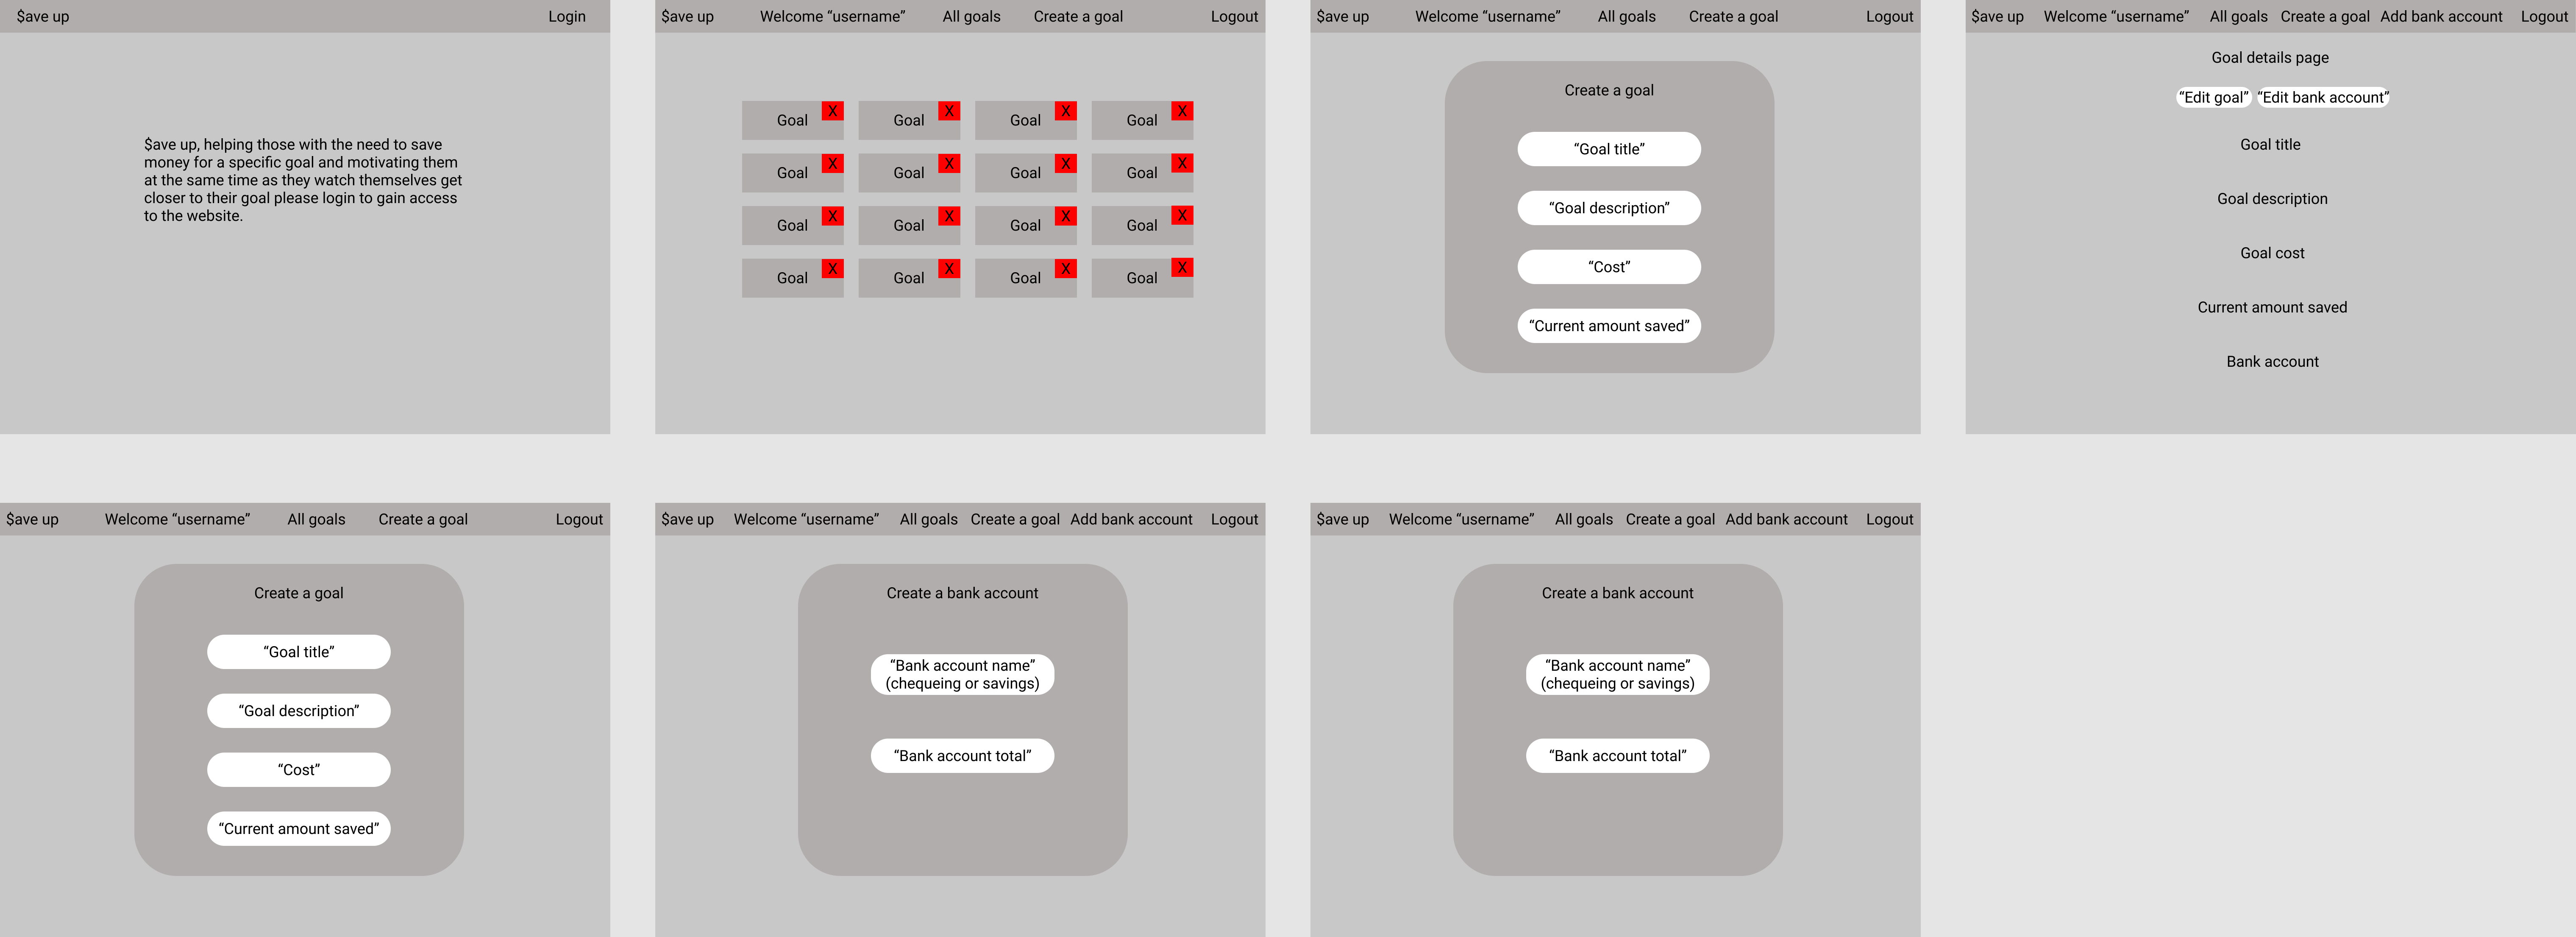 $ave up Login
$ave up, helping those with the need to save
money for a specific goal and motivating them
at the same time as they watch themselves get
closer to their goal please login to gain access
to the website.
$ave up Welcome “username” All goals Create a goal Logout
Goal X Goal X Goal X Goal X
Goal X Goal X Goal X Goal X
Goal X Goal X Goal X Goal X
Goal X Goal X Goal X Goal X
$ave up Welcome “username” All goals Create a goal Logout
Create a goal
“Goal title”
“Goal description”
“Cost”
“Current amount saved”
$ave up Welcome “username” All goals Create a goal Add bank account Logout
Goal details page
“Edit goal” “Edit bank account”
Goal title
Goal description
Goal cost
Current amount saved
Bank account
$ave up Welcome “username” All goals Create a goal Logout
Create a goal
“Goal title”
“Goal description”
“Cost”
“Current amount saved”
$ave up Welcome “username” All goals Create a goal Add bank account Logout
Create a bank account
“Bank account name”
(chequeing or savings)
“Bank account total”
$ave up Welcome “username” All goals Create a goal Add bank account Logout
Create a bank account
“Bank account name”
(chequeing or savings)
“Bank account total”